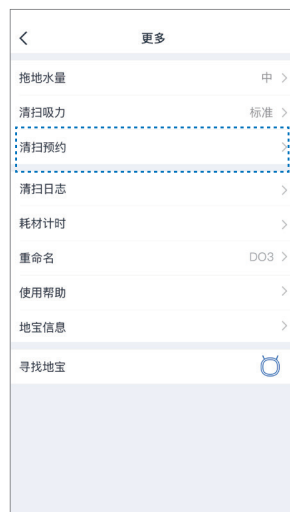 更多
拖地水量 中
清扫吸力 标准
清扫预约
清扫日志
耗材计时
重命名 DO3
使用帮助
地宝信息
寻找地宝